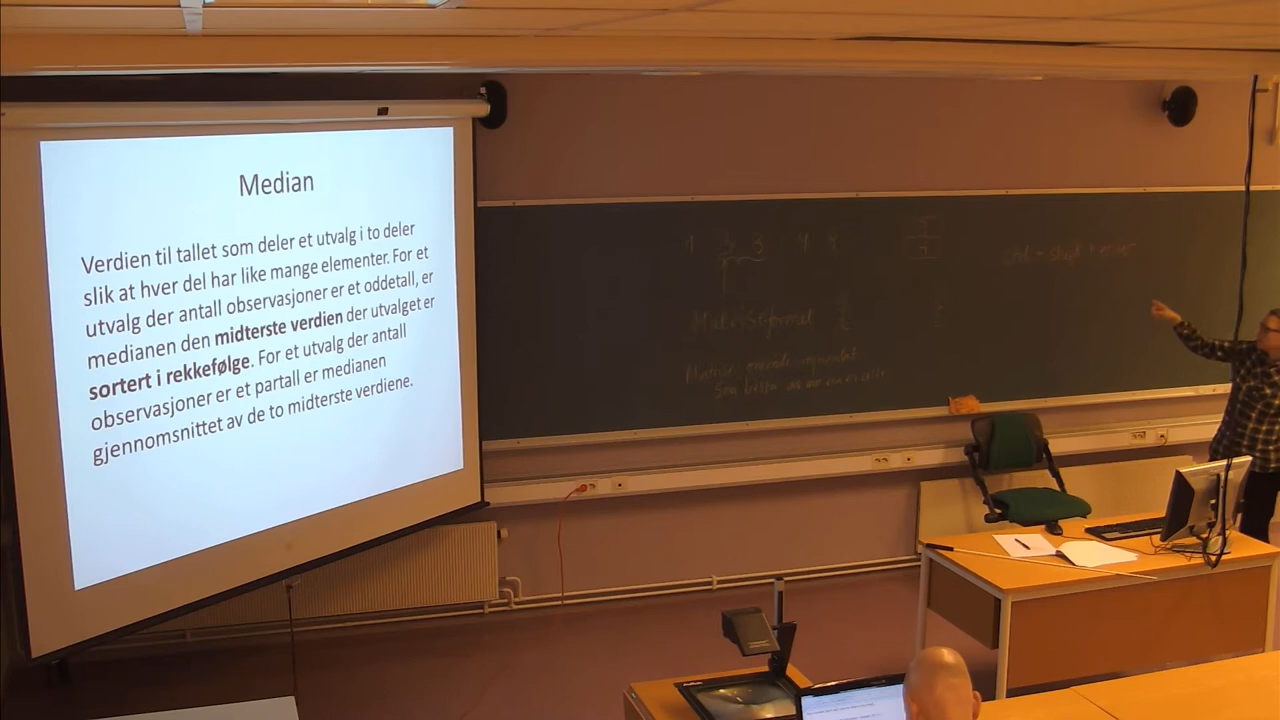 Median
Verdien til tallet som deler et utvalg i to deler
slik at hver del har like mange elementer. For et
utvalg der antall observasjoner er et oddetall, er
medianen den midterste verdien der utvalget er
sortert i rekkefølge. For et utvalg der antall
observasjoner er et partall er medianen
gjennomsnittet av de to midterste verdiene.
Matriseformel